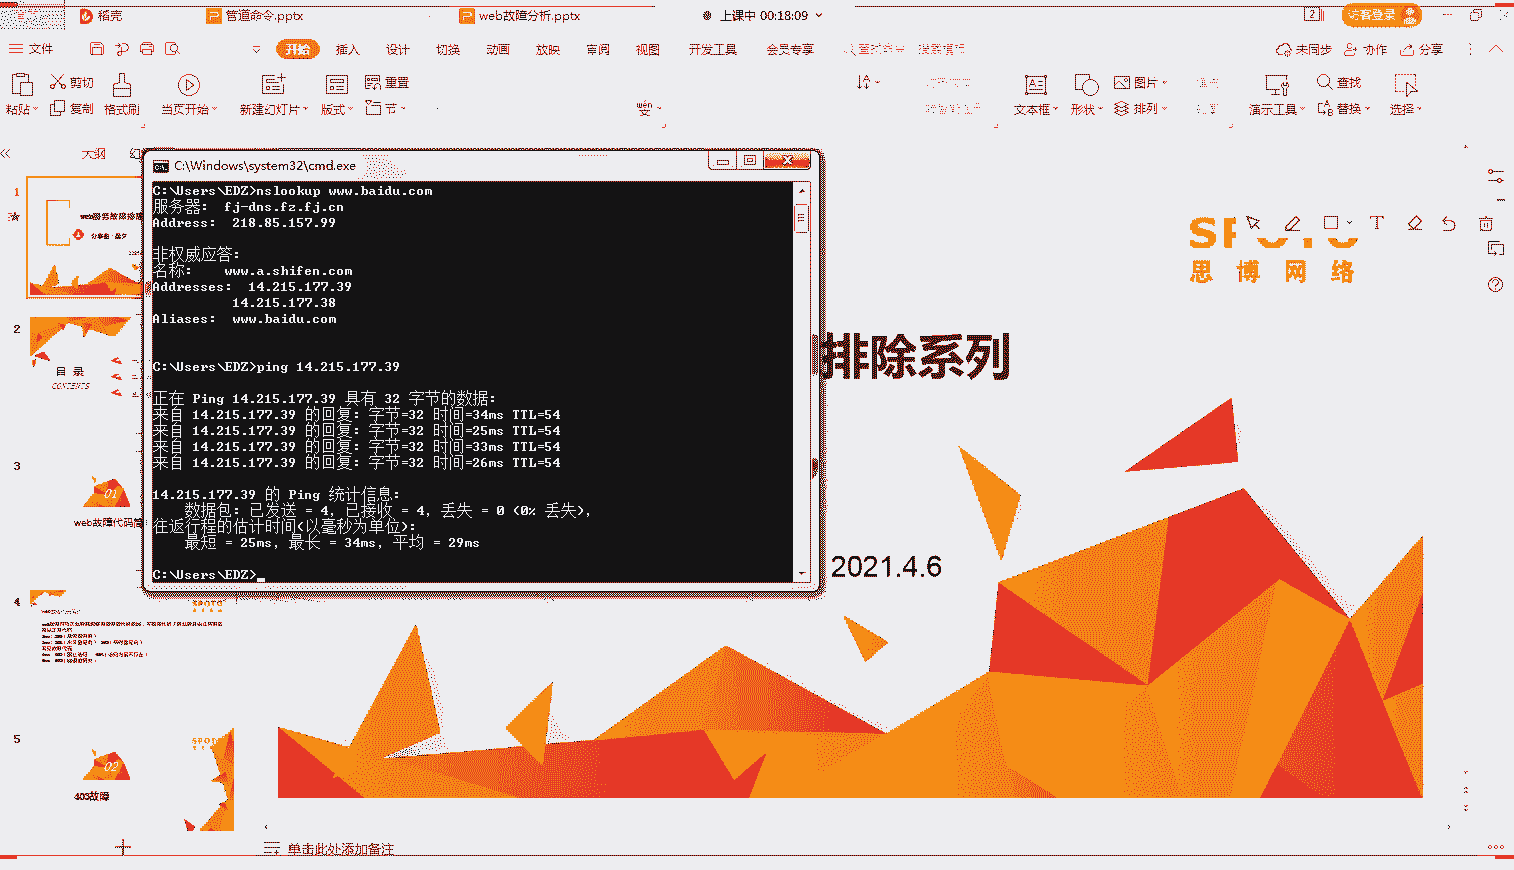 稻壳
管道命令.pptx
web故障分析.pptx
上课中 00:18:09
2
访客登录
文件
开始
插入
设计
切换
动画
放映
审阅
视图
开发工具
会员专享
未同步
协作
分享
粘贴
剪切
复制
格式刷
当页开始
新建幻灯片
版式
重置
节
wén
文
文本框
形状
图片
排列
演示工具
查找
替换
选择
大纲
C:\Windows\system32\cmd.exe
C:\Users\EDZ>nslookup www.baidu.com
服务器: fj-dns.fz.fj.cn
Address: 218.85.157.99
非权威应答:
名称: www.a.shifen.com
Addresses: 14.215.177.39
14.215.177.38
Aliases: www.baidu.com
C:\Users\EDZ>ping 14.215.177.39
正在 Ping 14.215.177.39 具有 32 字节的数据:
来自 14.215.177.39 的回复: 字节=32 时间=34ms TTL=54
来自 14.215.177.39 的回复: 字节=32 时间=25ms TTL=54
来自 14.215.177.39 的回复: 字节=32 时间=33ms TTL=54
来自 14.215.177.39 的回复: 字节=32 时间=26ms TTL=54
14.215.177.39 的 Ping 统计信息:
数据包: 已发送 = 4, 已接收 = 4, 丢失 = 0 (0% 丢失),
往返行程的估计时间(以毫秒为单位):
最短 = 25ms, 最长 = 34ms, 平均 = 29ms
C:\Users\EDZ>
思博网络
排除系列
2021.4.6
1
2
目录
CONTENTS
3
01
web故障代码简
4
5
02
403故障
单击此处添加备注